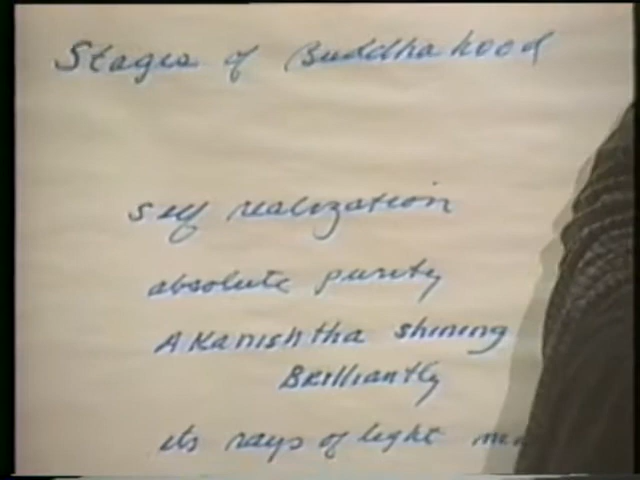 Stages of Buddhahood
self realization
absolute purity
Akanishtha shining
Brilliantly
its rays of light